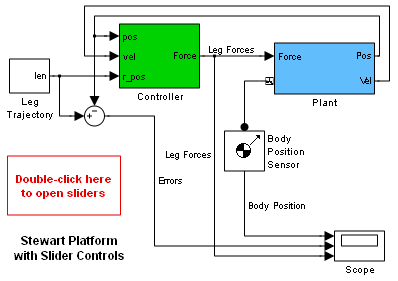 pos
vel
r_pos
Force
Controller
Leg Forces
Force
Pos
Vel
Plant
len
Leg
Trajectory
Body
Position
Sensor
Leg Forces
Errors
Body Position
Double-click here
to open sliders
Stewart Platform
with Slider Controls
Scope